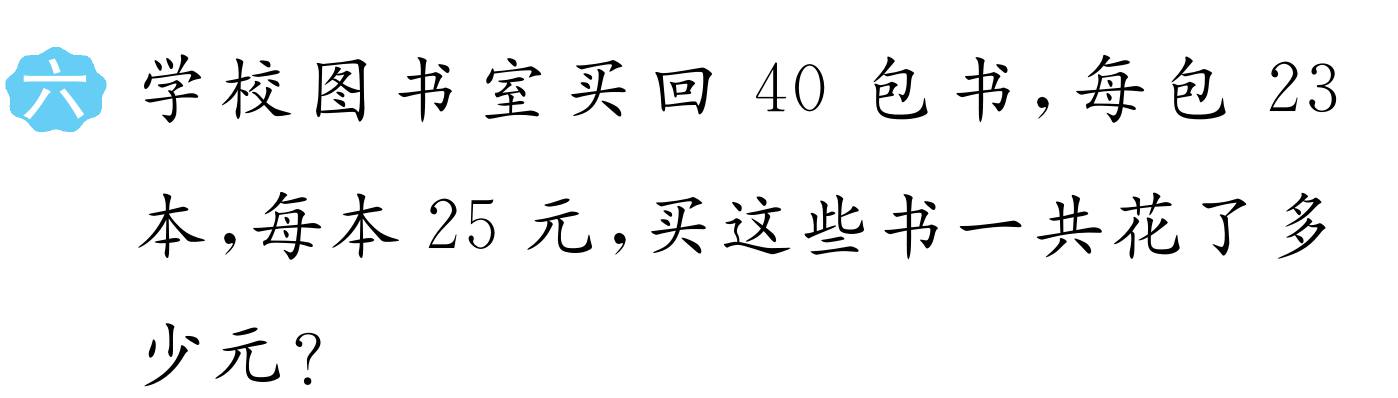 六 学校图书室买回 40 包书,每包 23
本,每本 25 元,买这些书一共花了多
少元?